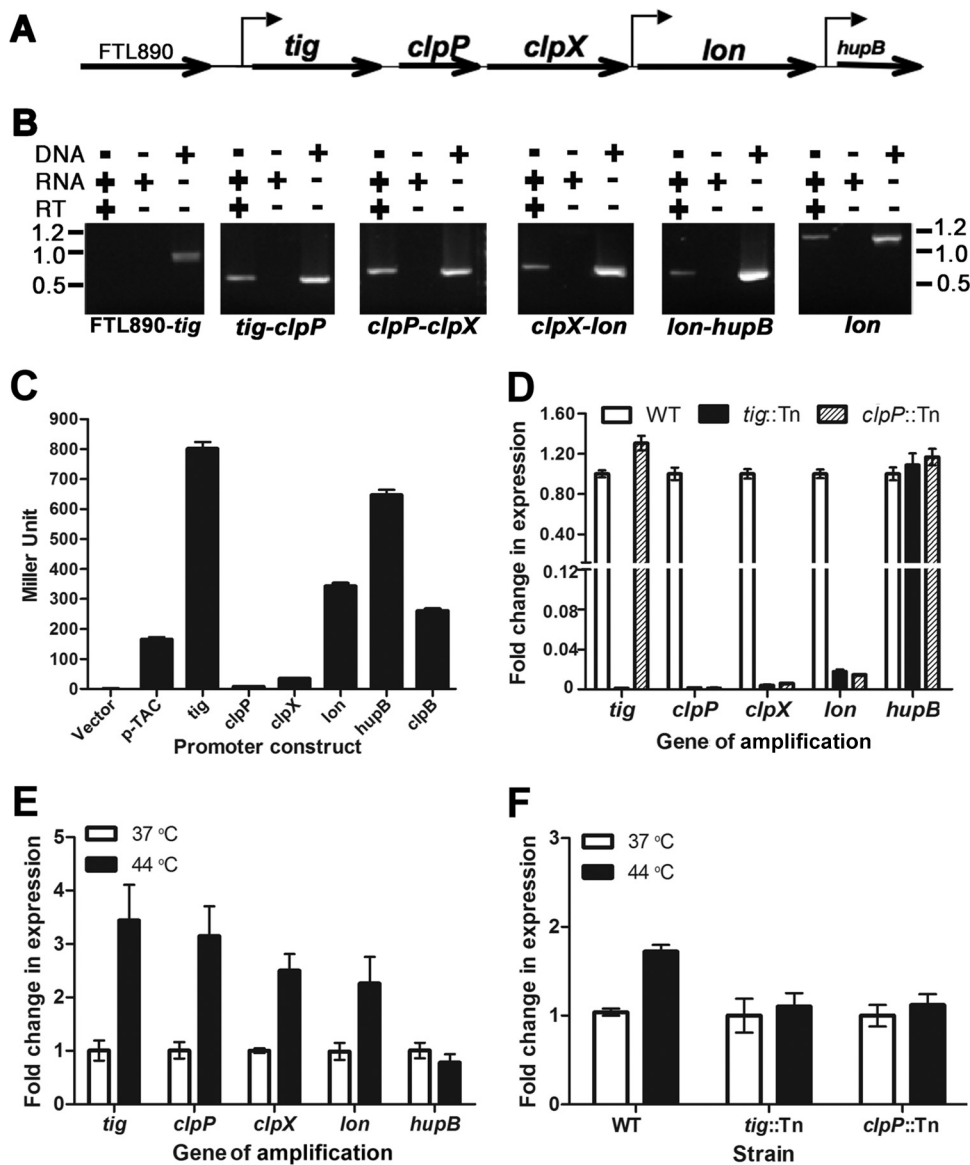 A
FTL890 tig clpP clpX lon hupB
B
DNA - - + - - + - - + - - + - - + - - +
RNA + + - + + - + + - + + - + + - + + -
RT + - - + - - + - - + - - + - - + - -
1.2 1.2
1.0 1.0
0.5 0.5
FTL890-tig tig-clpP clpP-clpX clpX-lon lon-hupB lon
C
900
800
700
600
500
400
300
200
100
0
Miller Unit
Vector p-TAC tig clpP clpX lon hupB clpB
Promoter construct
D
WT tig::Tn clpP::Tn
1.60
1.20
1.00
0.80
0.40
0.12
0.08
0.04
0
Fold change in expression
tig clpP clpX lon hupB
Gene of amplification
E
37 °C
44 °C
5
4
3
2
1
0
Fold change in expression
tig clpP clpX lon hupB
Gene of amplification
F
37 °C
44 °C
3
2
1
0
Fold change in expression
WT tig::Tn clpP::Tn
Strain